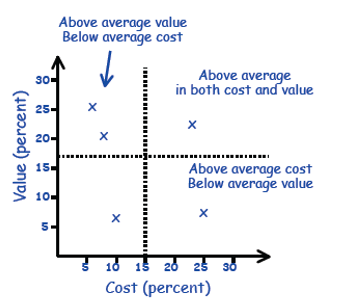 Above average value
Below average cost
Above average
in both cost and value
Above average cost
Below average value
Value (percent)
30
25
20
15
10
5
x
x
x
x
x
5 10 15 20 25 30
Cost (percent)